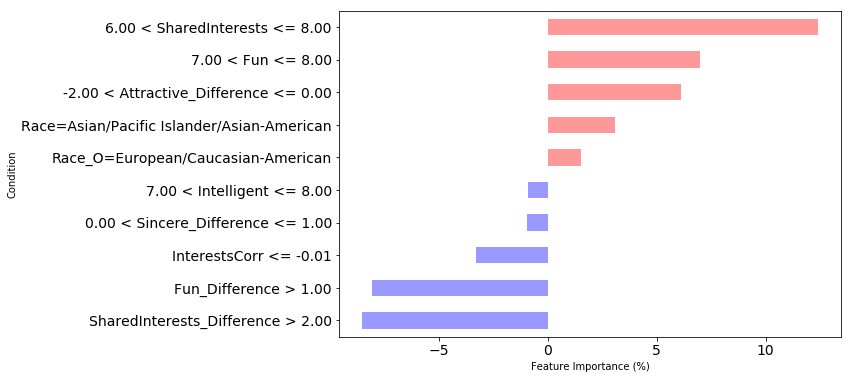 6.00 < SharedInterests <= 8.00
7.00 < Fun <= 8.00
-2.00 < Attractive_Difference <= 0.00
Race=Asian/Pacific Islander/Asian-American
Race_O=European/Caucasian-American
7.00 < Intelligent <= 8.00
0.00 < Sincere_Difference <= 1.00
InterestsCorr <= -0.01
Fun_Difference > 1.00
SharedInterests_Difference > 2.00
Condition
−5 0 5 10
Feature Importance (%)